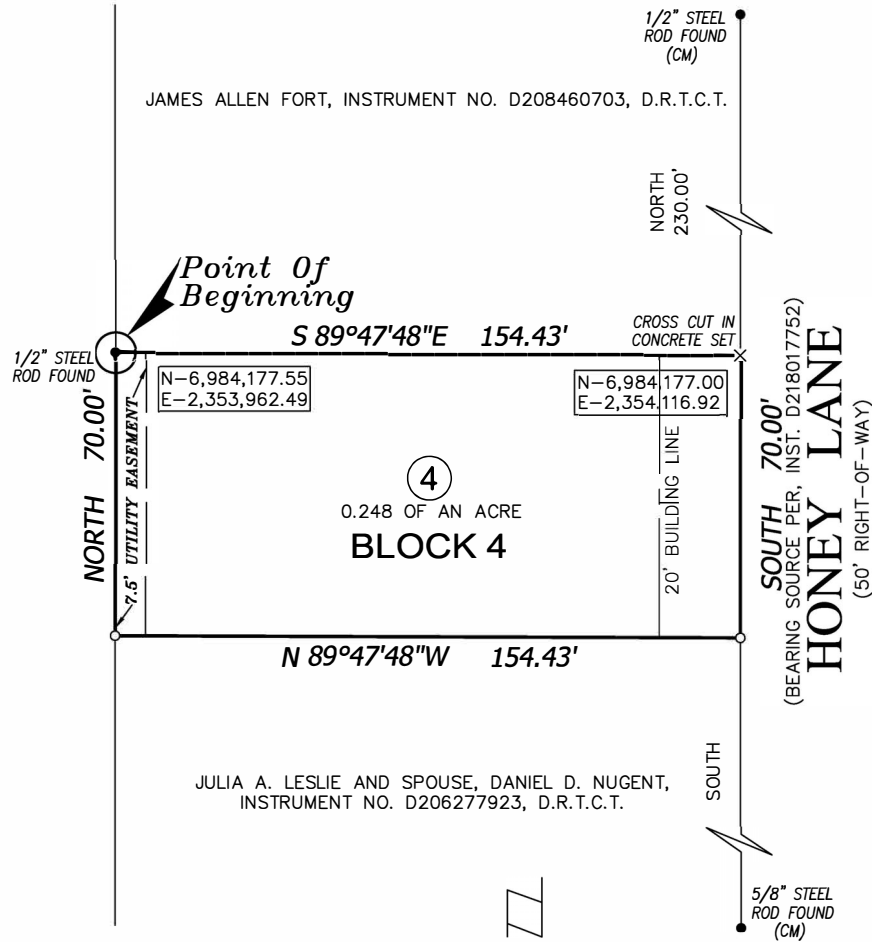 1/2" STEEL
ROD FOUND
(CM)
JAMES ALLEN FORT, INSTRUMENT NO. D208460703, D.R.T.C.T.
NORTH
230.00'
Point Of
Beginning
S 89°47'48"E 154.43'
CROSS CUT IN
CONCRETE SET
1/2" STEEL
ROD FOUND
N-6,984,177.55
E-2,353,962.49
N-6,984,177.00
E-2,354,116.92
NORTH 70.00'
7.5' UTILITY EASEMENT
4
0.248 OF AN ACRE
BLOCK 4
20' BUILDING LINE
SOUTH 70.00'
(BEARING SOURCE PER, INST. D218017752)
HONEY LANE
(50' RIGHT-OF-WAY)
N 89°47'48"W 154.43'
SOUTH
JULIA A. LESLIE AND SPOUSE, DANIEL D. NUGENT,
INSTRUMENT NO. D206277923, D.R.T.C.T.
5/8" STEEL
ROD FOUND
(CM)